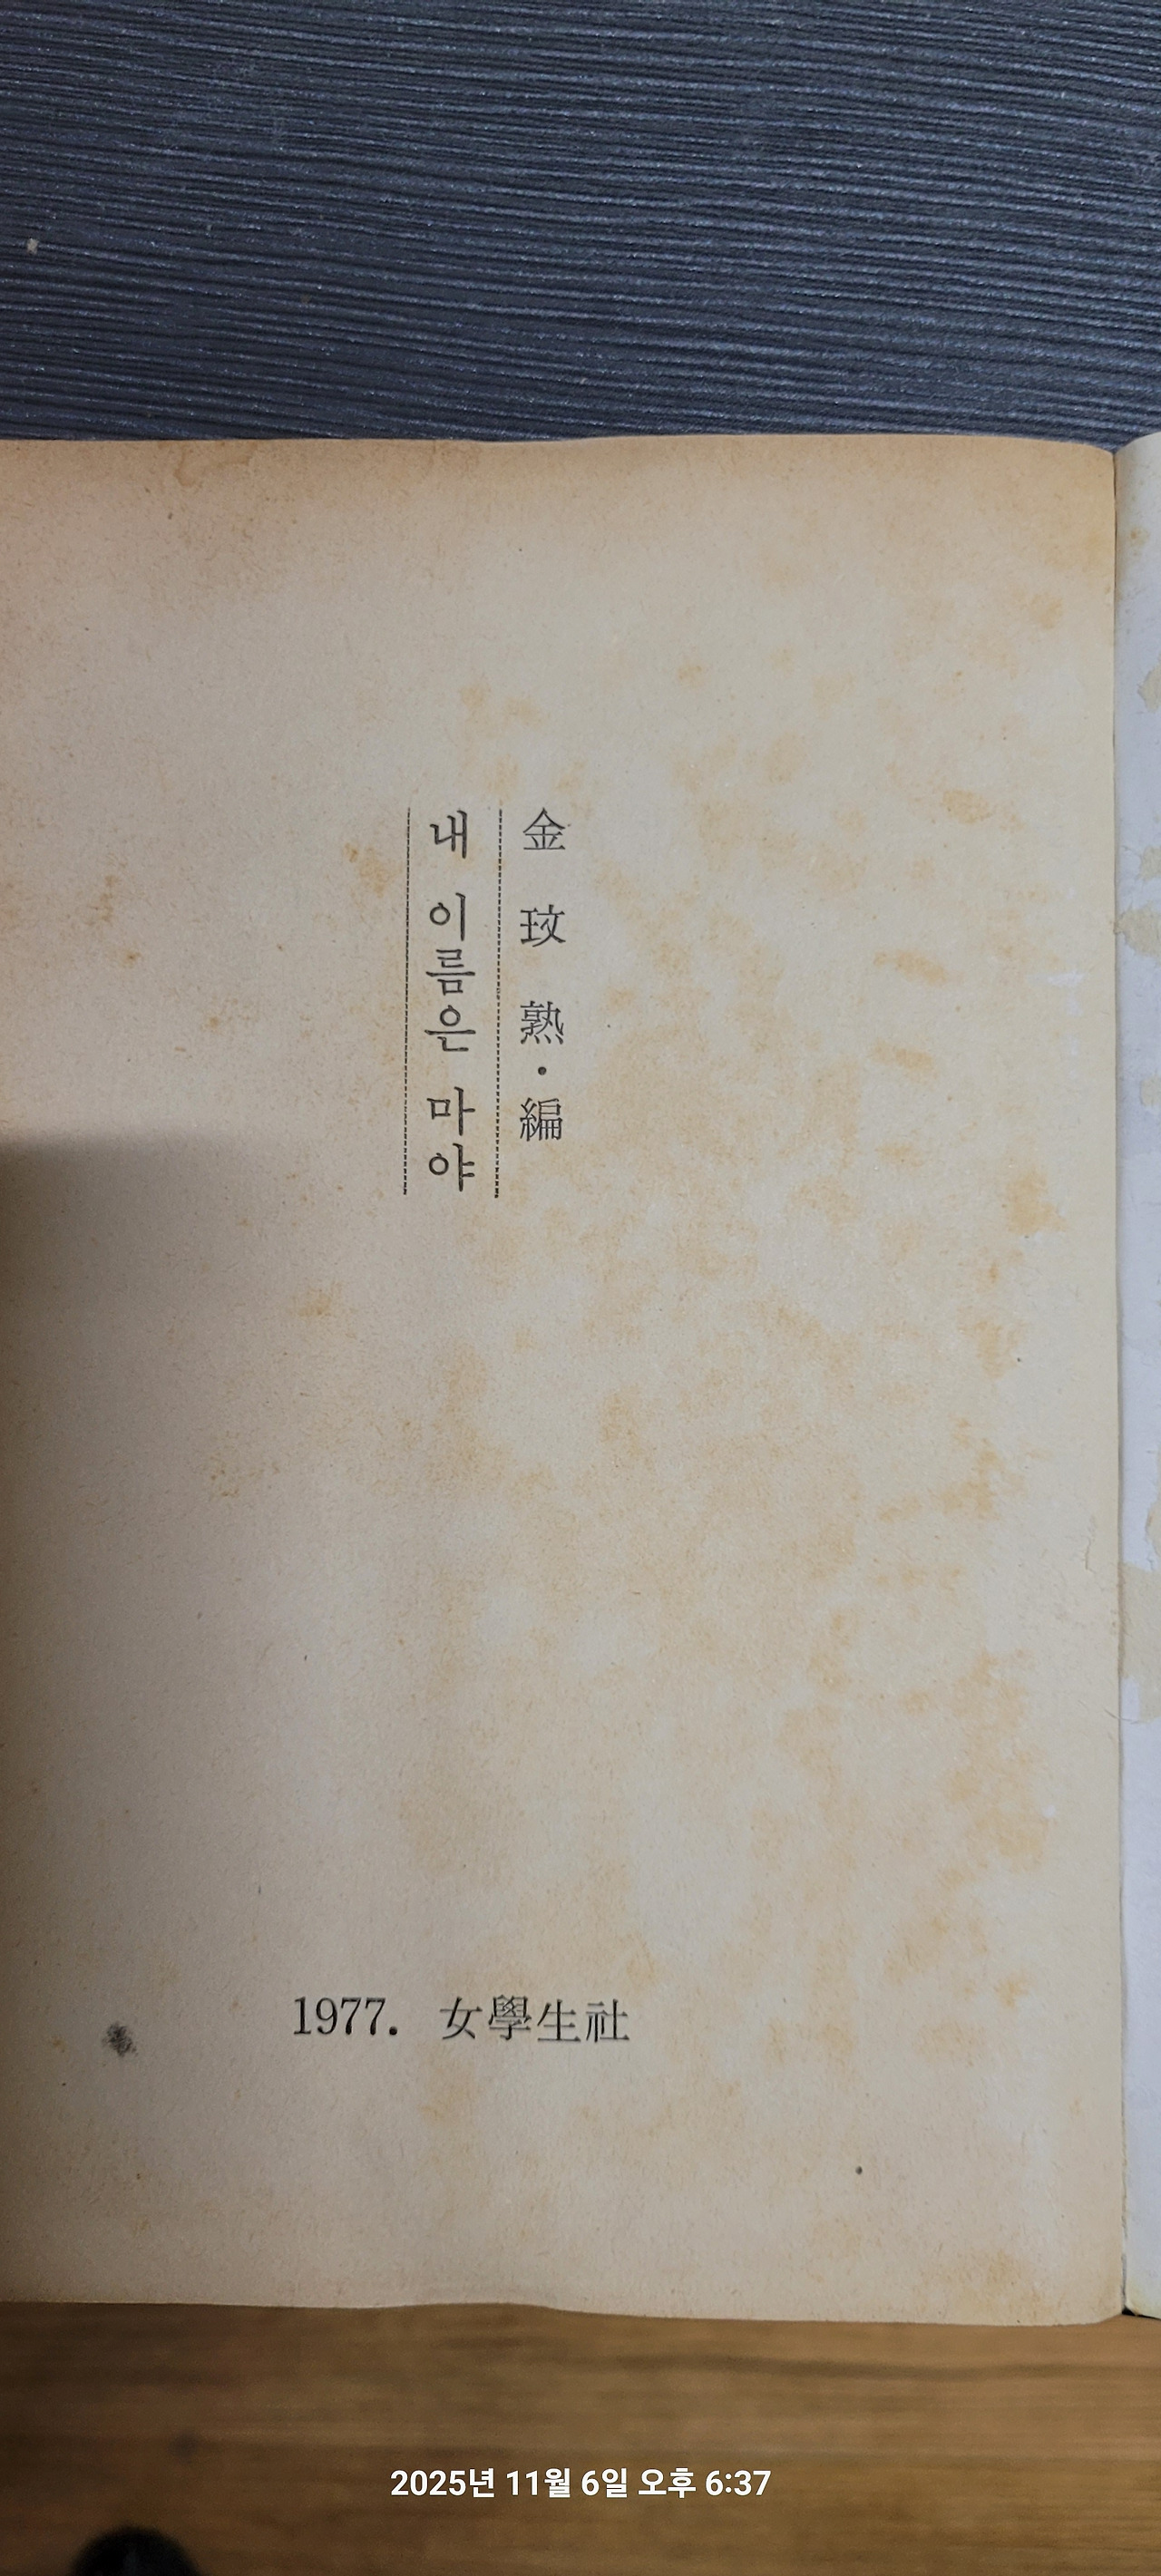 金玟熟·編
내 이름은 마야
1977. 女學生社
2025년 11월 6일 오후 6:37